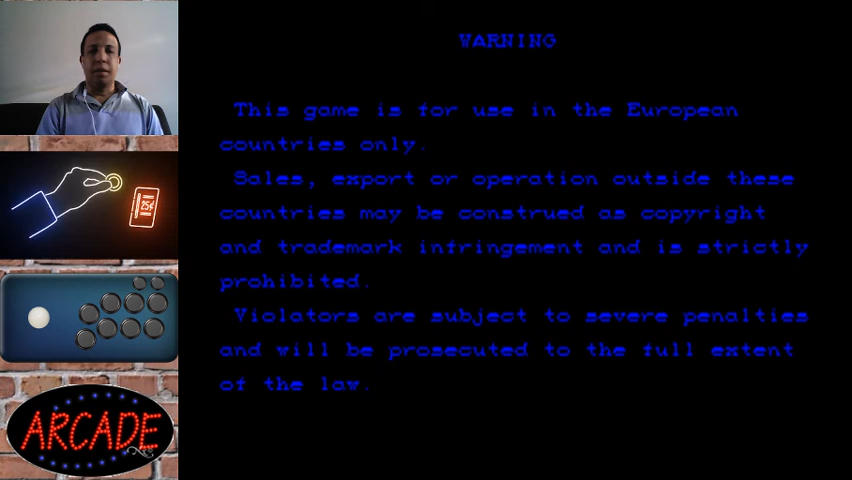 WARNING
This game is for use in the European
countries only.
Sales, export or operation outside these
countries may be construed as copyright
and trademark infringement and is strictly
prohibited.
Violators are subject to severe penalties
and will be prosecuted to the full extent
of the law.
25¢
ARCADE